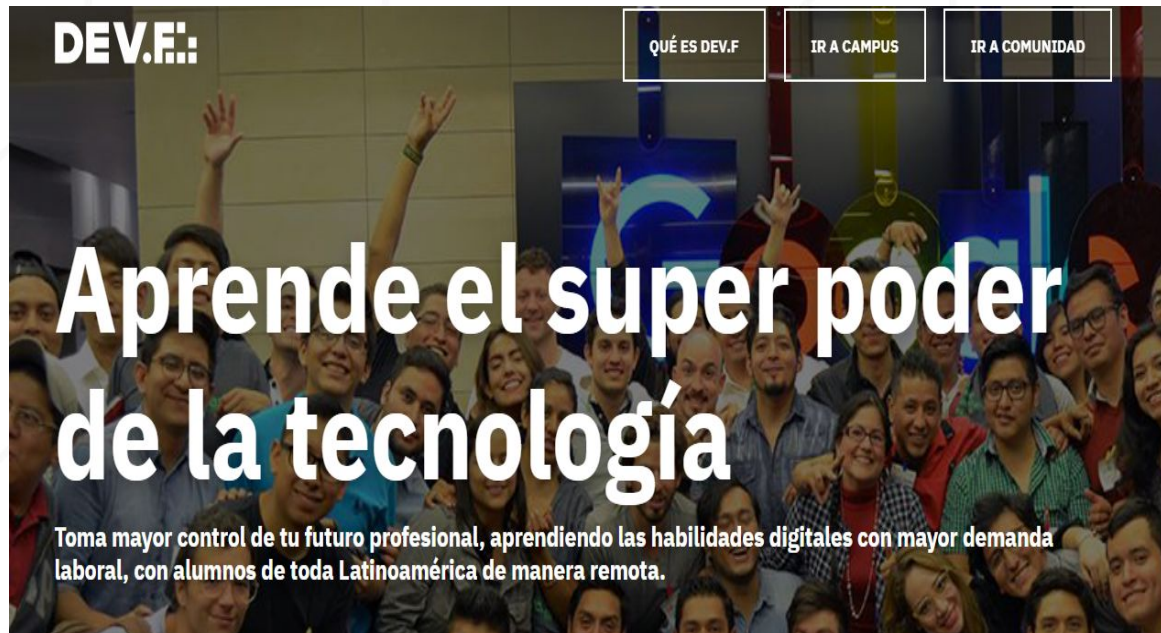 DEV.F.:
QUÉ ES DEV.F
IR A CAMPUS
IR A COMUNIDAD
Google
Aprende el super poder
de la tecnología
Toma mayor control de tu futuro profesional, aprendiendo las habilidades digitales con mayor demanda
laboral, con alumnos de toda Latinoamérica de manera remota.